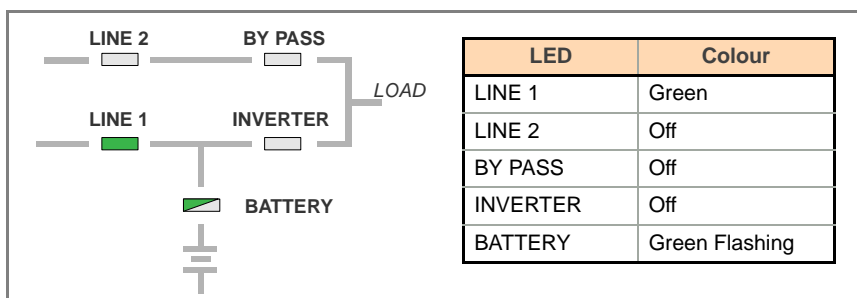 LINE 2 BY PASS
LOAD
LINE 1 INVERTER
BATTERY
LED Colour
LINE 1 Green
LINE 2 Off
BY PASS Off
INVERTER Off
BATTERY Green Flashing